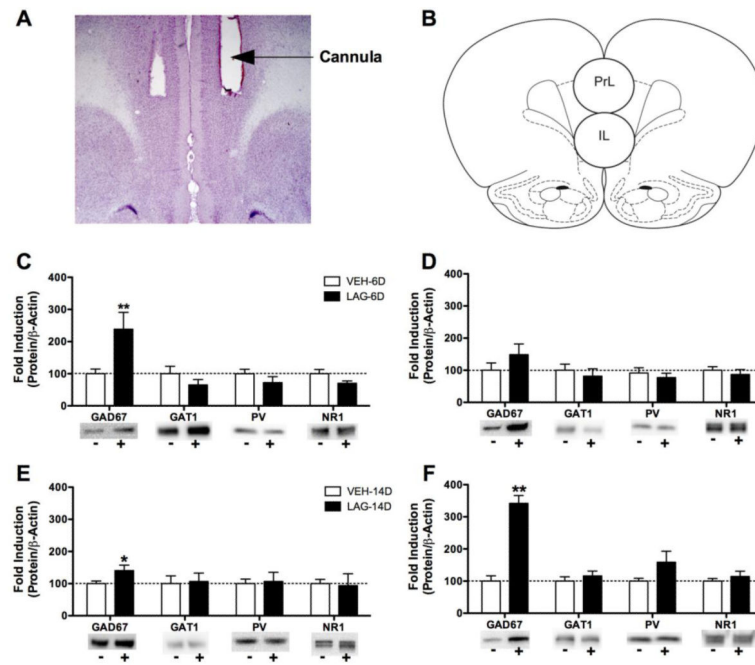 A
Cannula
B
PrL
IL
C
Fold Induction
(Protein/β-Actin)
400
300
200
100
0
**
VEH-6D
LAG-6D
GAD67
GAT1
PV
NR1
- +
- +
- +
- +
D
Fold Induction
(Protein/β-Actin)
400
300
200
100
0
GAD67
GAT1
PV
NR1
- +
- +
- +
- +
E
Fold Induction
(Protein/β-Actin)
400
300
200
100
0
*
VEH-14D
LAG-14D
GAD67
GAT1
PV
NR1
- +
- +
- +
- +
F
Fold Induction
(Protein/β-Actin)
400
300
200
100
0
**
GAD67
GAT1
PV
NR1
- +
- +
- +
- +